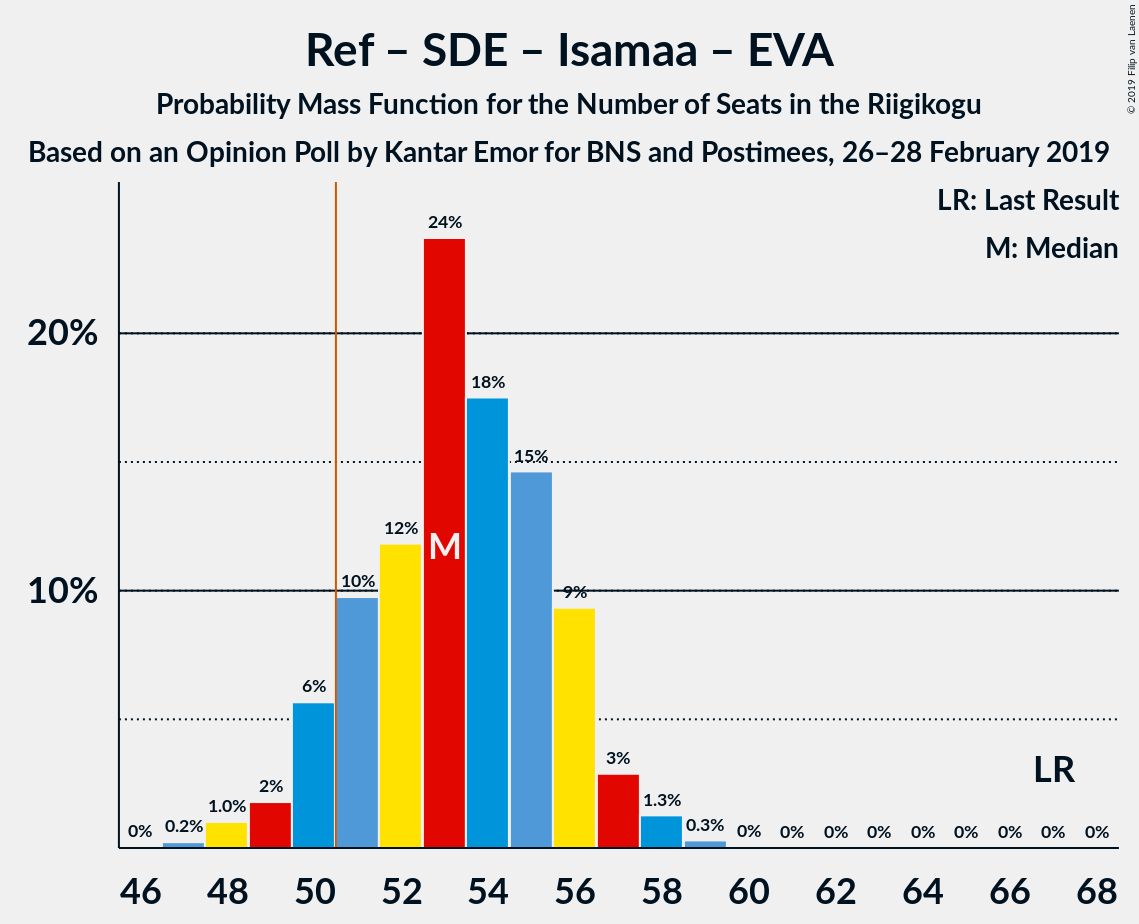 Ref – SDE – Isamaa – EVA
Probability Mass Function for the Number of Seats in the Riigikogu
Based on an Opinion Poll by Kantar Emor for BNS and Postimees, 26–28 February 2019
© 2019 Filip van Laenen
LR: Last Result
M: Median
24%
20%
18%
15%
12%
M
10%
10%
9%
6%
3%
LR
2%
1.3%
1.0%
0.3%
0.2%
0% 0% 0% 0% 0% 0% 0% 0% 0% 0%
46 48 50 52 54 56 58 60 62 64 66 68